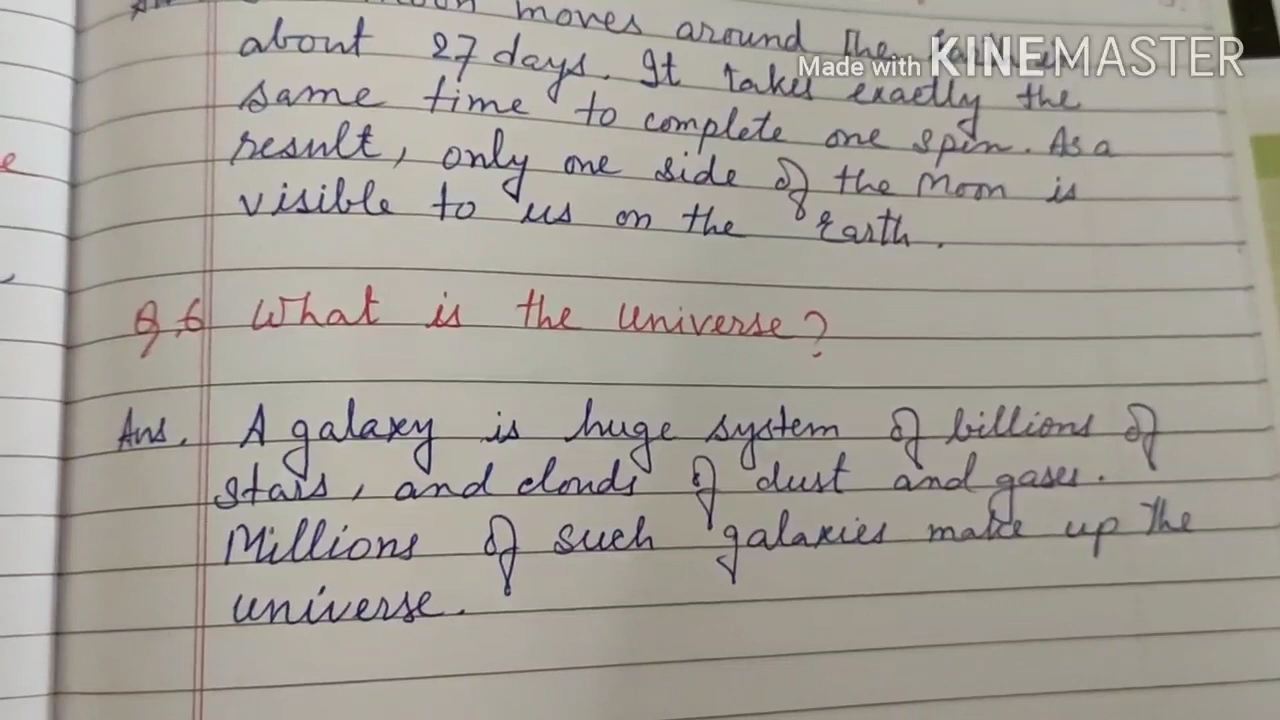 moon moves around The Earth in
about 27 days. It takes exactly the
Made with KINEMASTER
same time to complete one spin. As a
result, only one side of the Moon is
visible to us on the Earth.
Q.6 What is the universe?
Ans. A galaxy is huge system of billions of
stars, and clouds of dust and gases.
Millions of such galaxies make up The
universe.